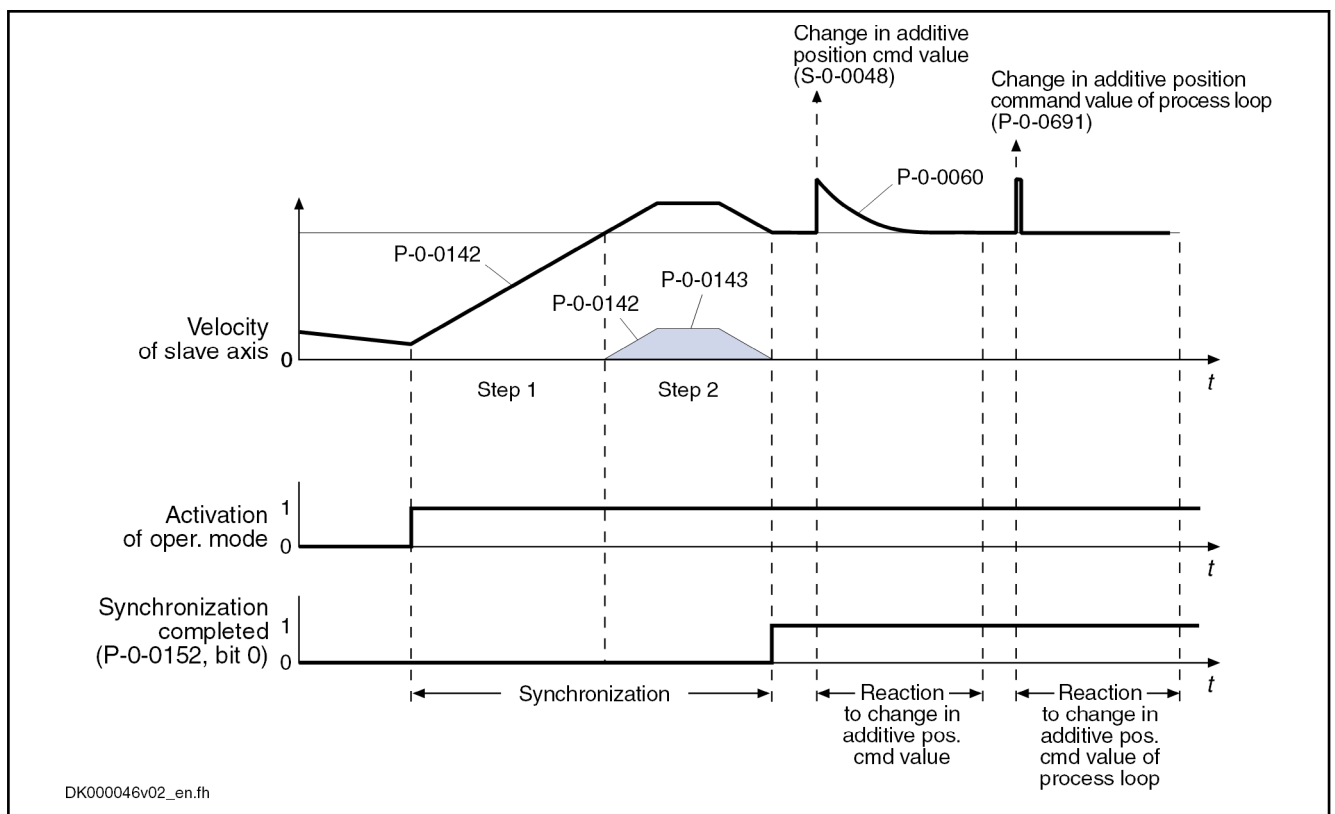 Change in additive
position cmd value
(S-0-0048)
Change in additive position
command value of process loop
(P-0-0691)
P-0-0060
P-0-0142
P-0-0142
P-0-0143
Velocity
of slave axis
0
t
Step 1
Step 2
Activation
of oper. mode
1
0
t
Synchronization
completed
(P-0-0152, bit 0)
1
0
t
Synchronization
Reaction
to change in
additive pos.
cmd value
Reaction
to change in
additive pos.
cmd value of
process loop
DK000046v02_en.fh